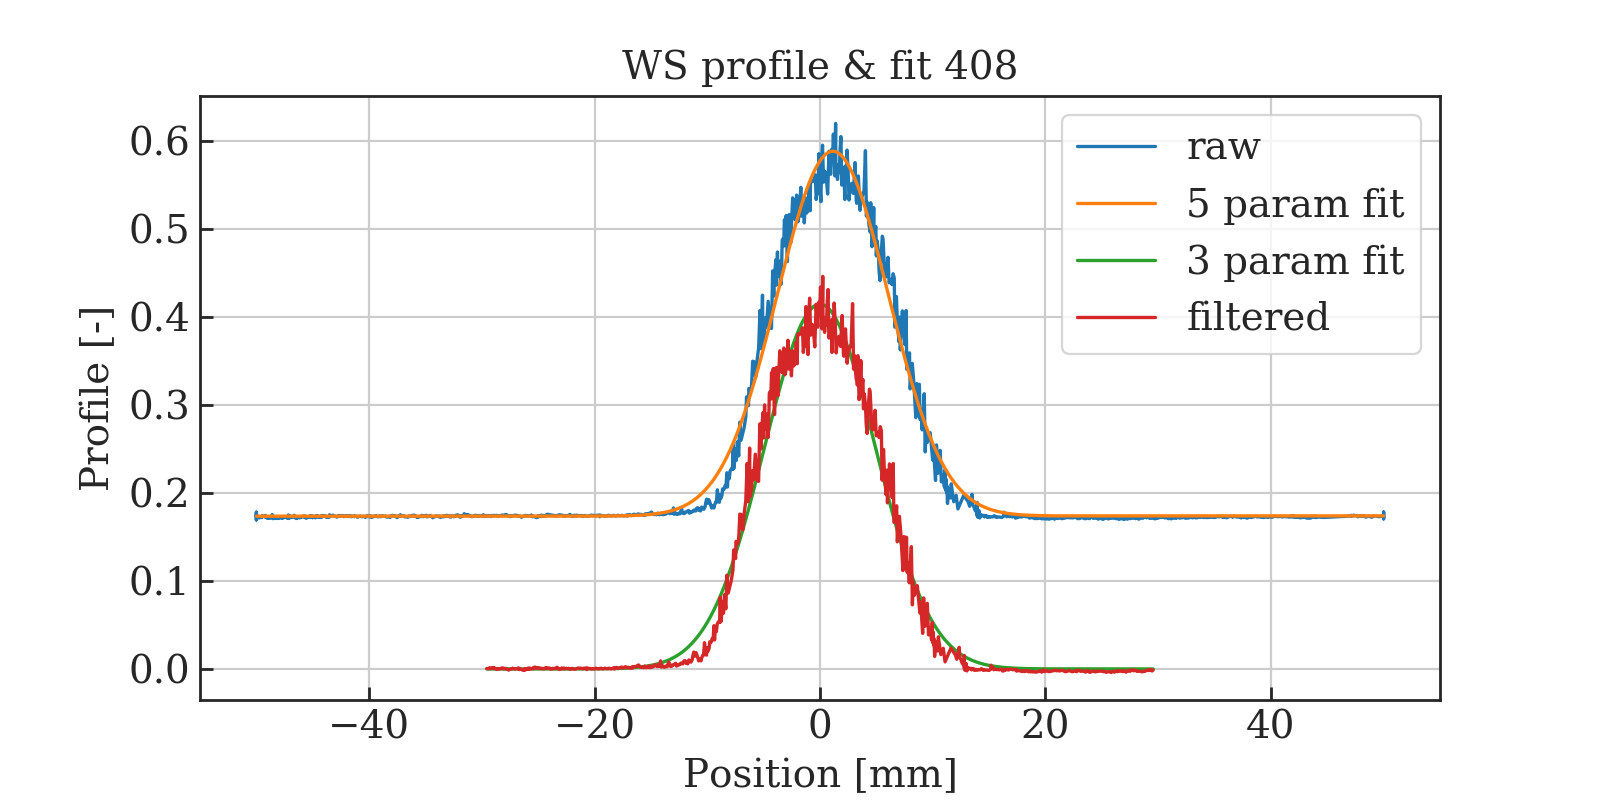 WS profile & fit 408
raw
5 param fit
3 param fit
filtered
Profile [-]
0.6
0.5
0.4
0.3
0.2
0.1
0.0
−40 −20 0 20 40
Position [mm]